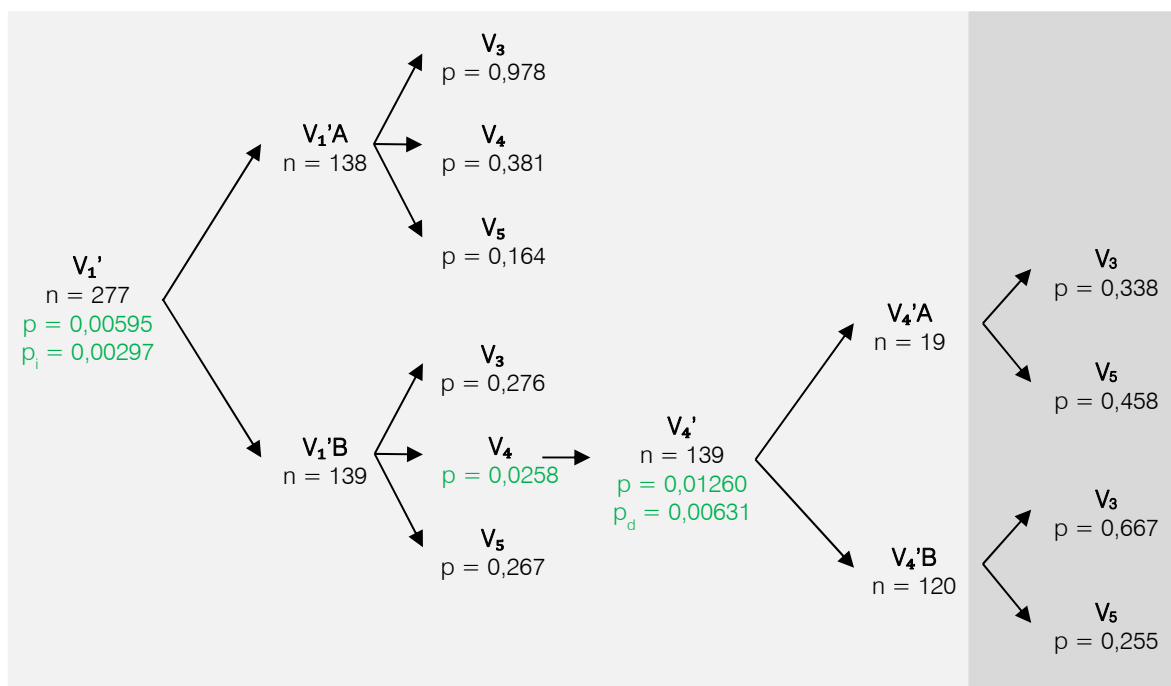 V₁'
n = 277
p = 0,00595
pᵢ = 0,00297
V₁'A
n = 138
V₃
p = 0,978
V₄
p = 0,381
V₅
p = 0,164
V₁'B
n = 139
V₃
p = 0,276
V₄
p = 0,0258
V₅
p = 0,267
V₄'
n = 139
p = 0,01260
p_d = 0,00631
V₄'A
n = 19
V₃
p = 0,338
V₅
p = 0,458
V₄'B
n = 120
V₃
p = 0,667
V₅
p = 0,255